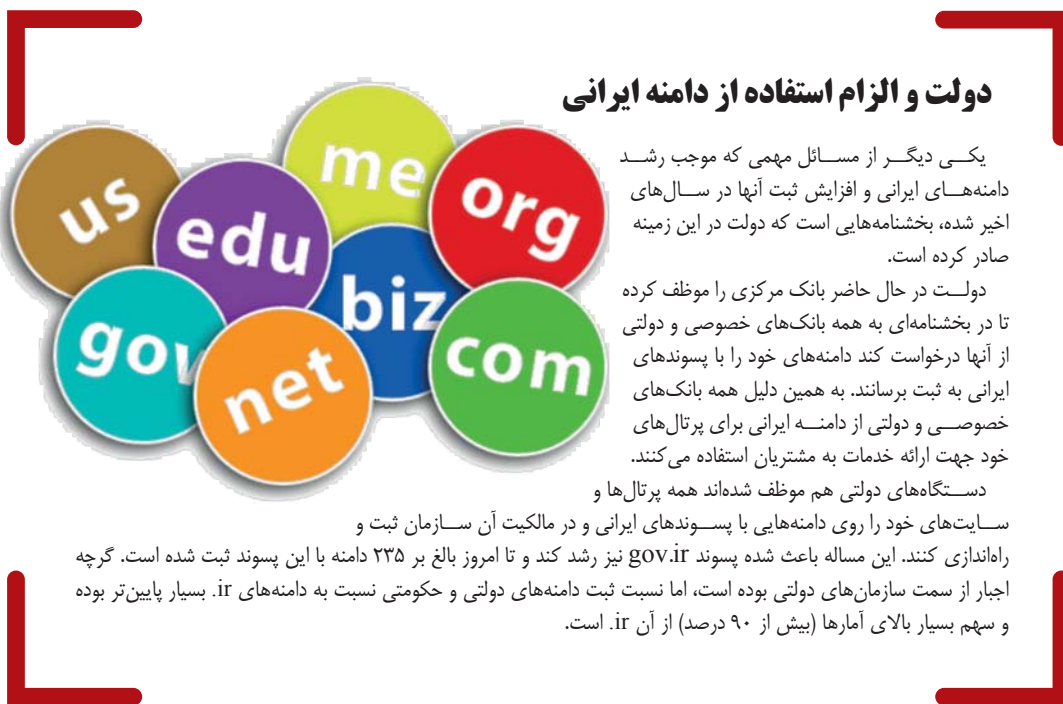 دولت و الزام استفاده از دامنه ایرانی
یکی دیگر از مسائل مهمی که موجب رشد
دامنه‌های ایرانی و افزایش ثبت آنها در سال‌های
اخیر شده، بخشنامه‌هایی است که دولت در این زمینه
صادر کرده است.
دولت در حال حاضر بانک مرکزی را موظف کرده
تا در بخشنامه‌ای به همه بانک‌های خصوصی و دولتی
از آنها درخواست کند دامنه‌های خود را با پسوندهای
ایرانی به ثبت برسانند. به همین دلیل همه بانک‌های
خصوصی و دولتی از دامنه ایرانی برای پرتال‌های
خود جهت ارائه خدمات به مشتریان استفاده می‌کنند.
دستگاه‌های دولتی هم موظف شده‌اند همه پرتال‌ها و
سایت‌های خود را روی دامنه‌هایی با پسوندهای ایرانی و در مالکیت آن سازمان ثبت و
راه‌اندازی کنند. این مساله باعث شده پسوند gov.ir نیز رشد کند و تا امروز بالغ بر ۲۳۵ دامنه با این پسوند ثبت شده است. گرچه
اجبار از سمت سازمان‌های دولتی بوده است، اما نسبت ثبت دامنه‌های دولتی و حکومتی نسبت به دامنه‌های .ir بسیار پایین‌تر بوده
و سهم بسیار بالای آمارها (بیش از ۹۰ درصد) از آن .ir است.
us
edu
me
org
gov
net
biz
com